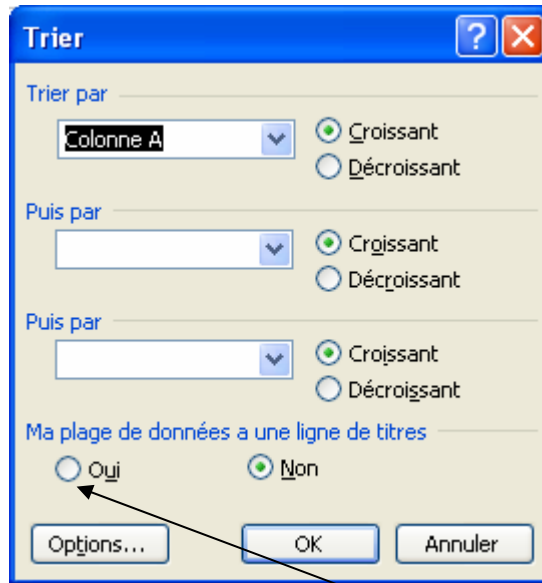 Trier
Trier par
Colonne A
Croissant
Décroissant
Puis par
Croissant
Décroissant
Puis par
Croissant
Décroissant
Ma plage de données a une ligne de titres
Oui Non
Options... OK Annuler